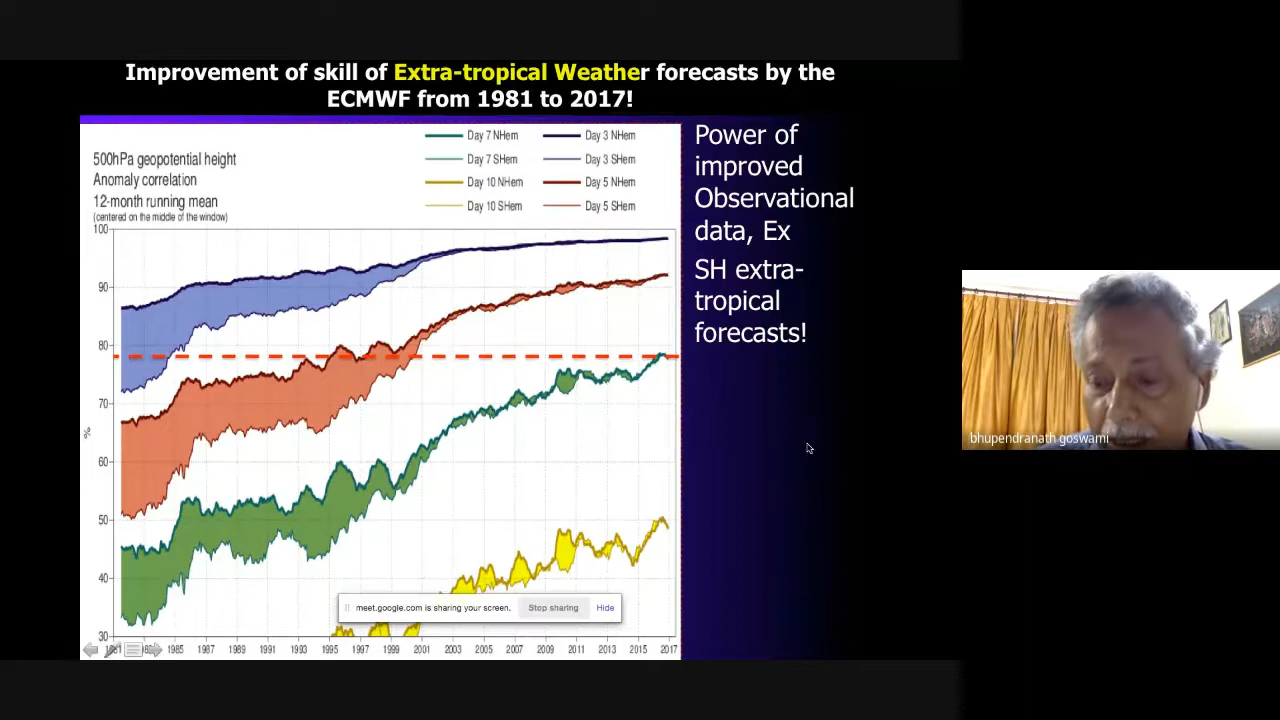 Improvement of skill of Extra-tropical Weather forecasts by the
ECMWF from 1981 to 2017!
Day 7 NHem
Day 3 NHem
Day 7 SHem
Day 3 SHem
Day 10 NHem
Day 5 NHem
Day 10 SHem
Day 5 SHem
500hPa geopotential height
Anomaly correlation
12-month running mean
(centered on the middle of the window)
100
90
80
70
60
50
40
30
%
1985 1987 1989 1991 1993 1995 1997 1999 2001 2003 2005 2007 2009 2011 2013 2015 2017
meet.google.com is sharing your screen. Stop sharing Hide
Power of
improved
Observational
data, Ex
SH extra-
tropical
forecasts!
bhupendranath goswami